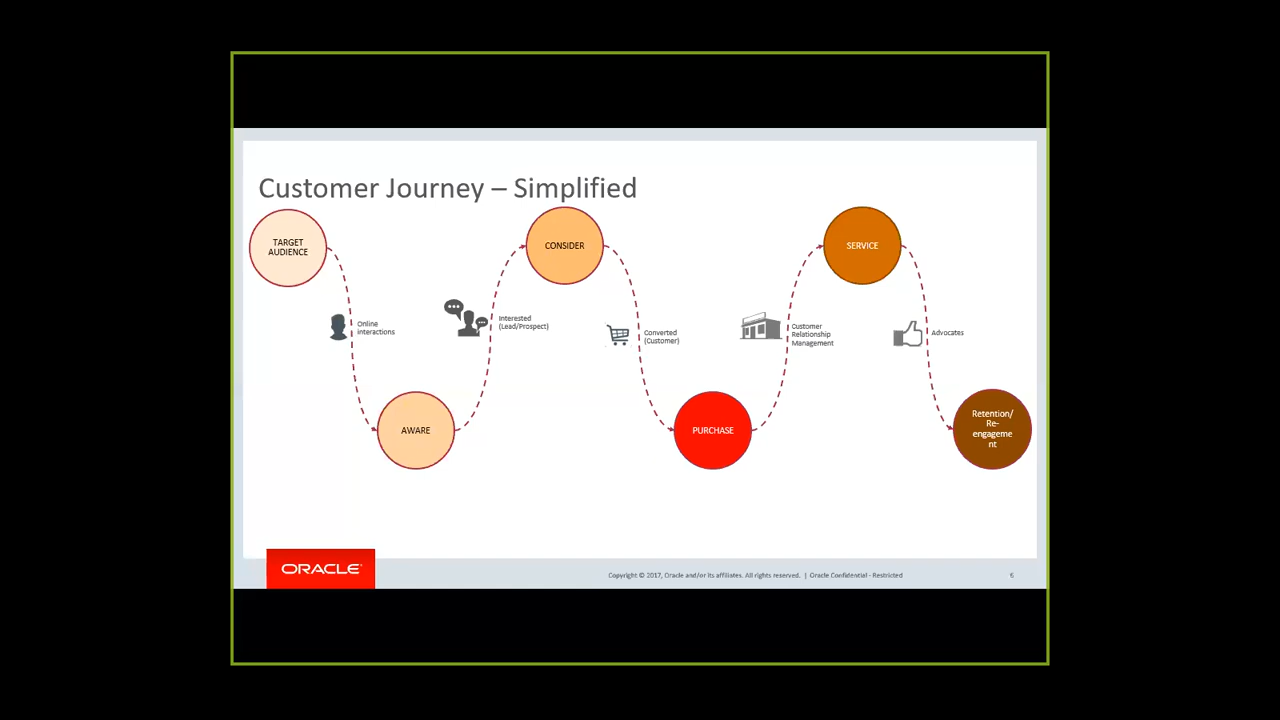 Customer Journey – Simplified
TARGET
AUDIENCE
CONSIDER
SERVICE
Online
interactions
Interested
(Lead/Prospect)
Converted
(Customer)
Customer
Relationship
Management
Advocates
AWARE
PURCHASE
Retention/
Re-
engageme
nt
ORACLE
Copyright © 2017, Oracle and/or its affiliates. All rights reserved. | Oracle Confidential - Restricted
6